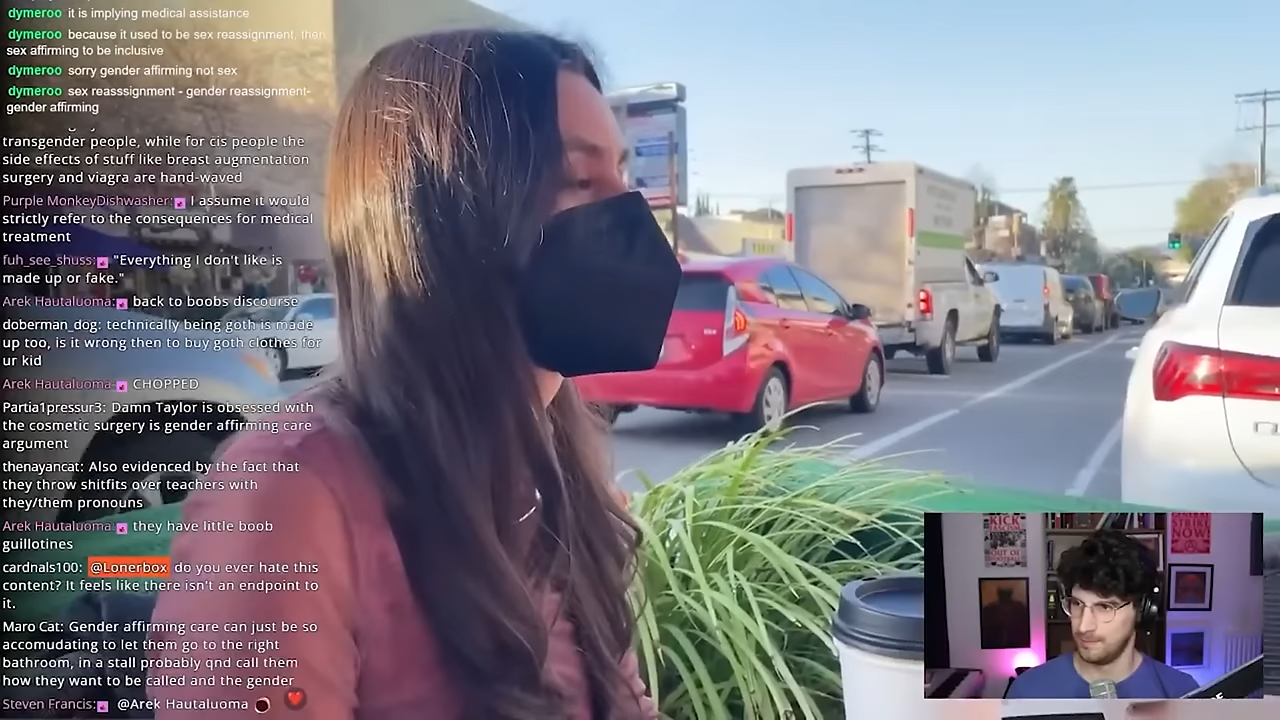 dymeroo it is implying medical assistance
dymeroo because it used to be sex reassignment, then
sex affirming to be inclusive
dymeroo sorry gender affirming not sex
dymeroo sex reasssignment - gender reassignment-
gender affirming
transgender people, while for cis people the
side effects of stuff like breast augmentation
surgery and viagra are hand-waved
Purple MonkeyDishwasher: I assume it would
strictly refer to the consequences for medical
treatment
fuh_see_shuss: "Everything I don't like is
made up or fake."
Arek Hautaluoma: back to boobs discourse
doberman_dog: technically being goth is made
up too, is it wrong then to buy goth clothes for
ur kid
Arek Hautaluoma: CHOPPED
Partia1pressur3: Damn Taylor is obsessed with
the cosmetic surgery is gender affirming care
argument
thenayancat: Also evidenced by the fact that
they throw shitfits over teachers with
they/them pronouns
Arek Hautaluoma: they have little boob
guillotines
cardnals100: @Lonerbox do you ever hate this
content? It feels like there isn't an endpoint to
it.
Maro Cat: Gender affirming care can just be so
accomudating to let them go to the right
bathroom, in a stall probably qnd call them
how they want to be called and the gender
Steven Francis: @Arek Hautaluoma
KICK
FASCISM
OUT OF
FOOTBALL
STRIKE
NOW!